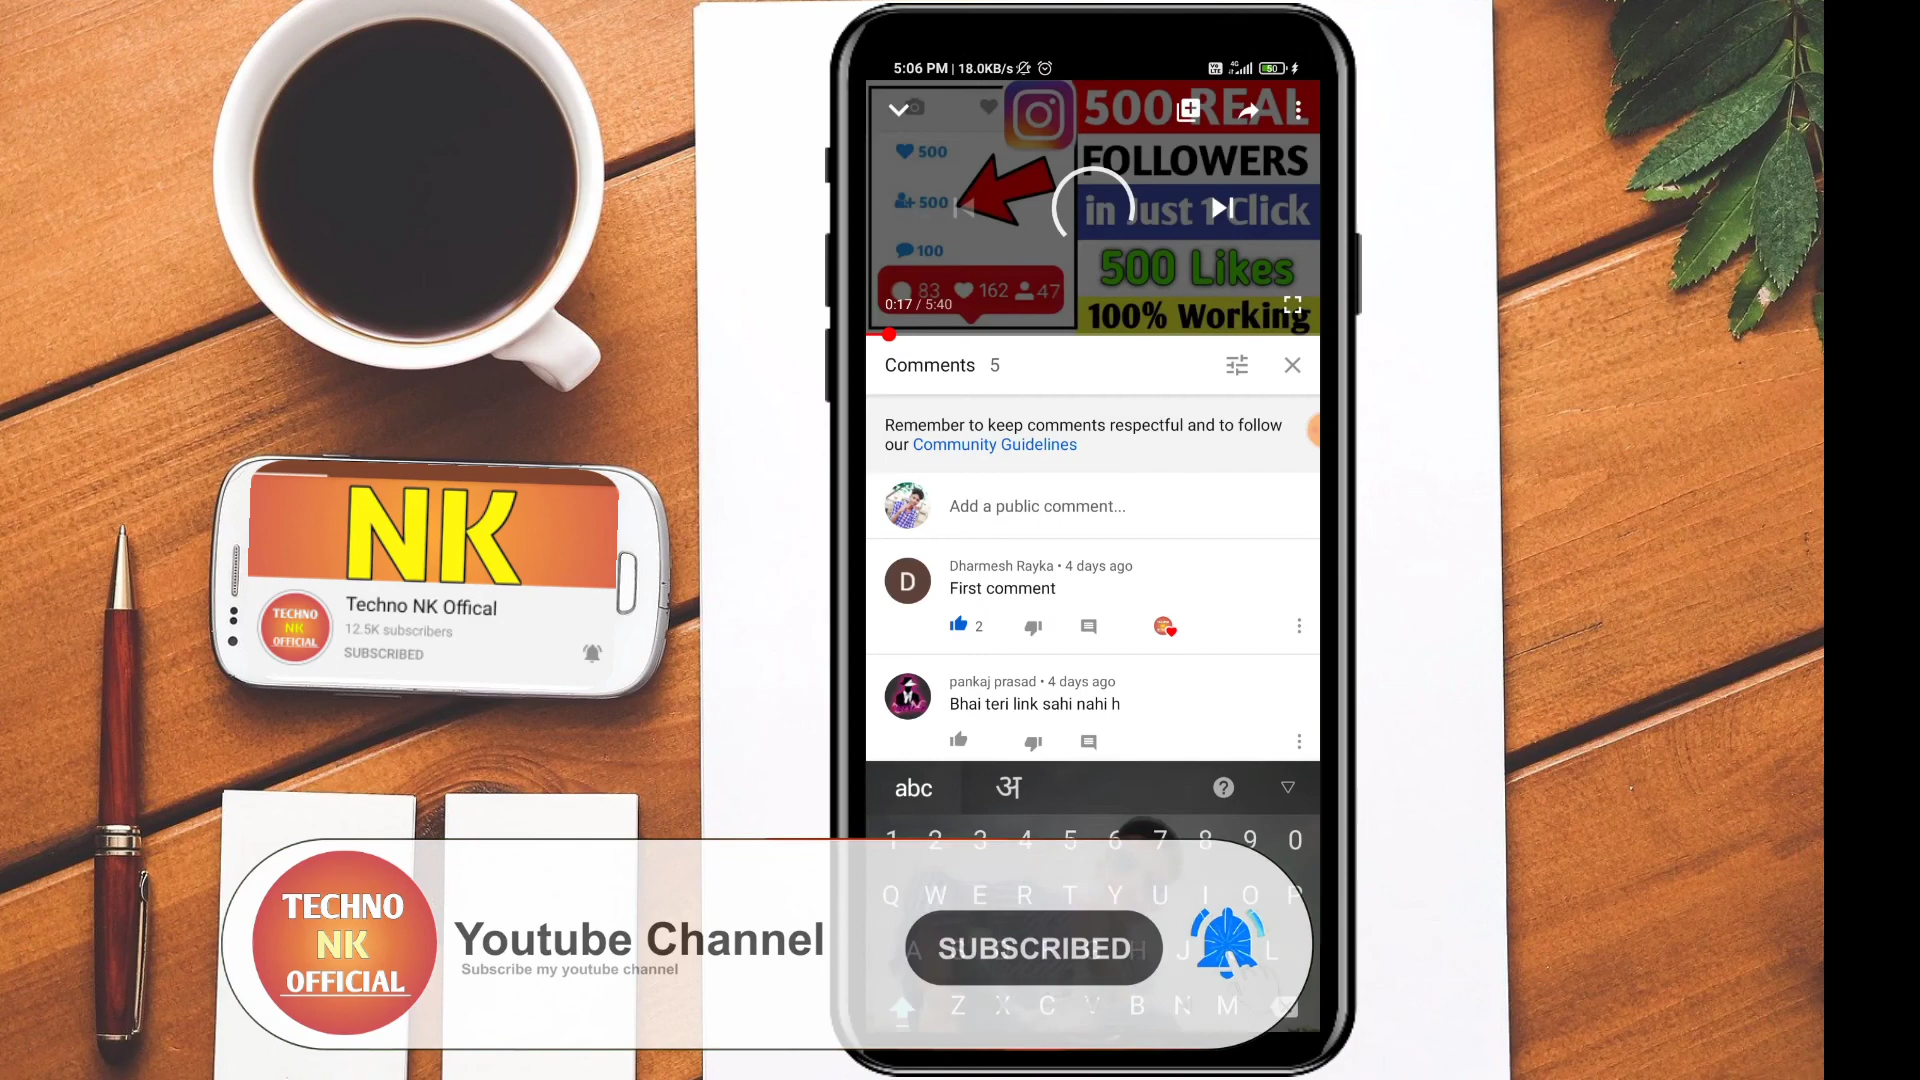 5:06 PM | 18.0KB/s
4G
50
500 REAL
FOLLOWERS
in Just 1 Click
500 Likes
100% Working
500
500
100
83 162 47
0:17 / 5:40
Comments 5
Remember to keep comments respectful and to follow
our Community Guidelines
Add a public comment...
D
Dharmesh Rayka • 4 days ago
First comment
2
pankaj prasad • 4 days ago
Bhai teri link sahi nahi h
abc अ
1 2 3 4 5 6 7 8 9 0
Q W E R T Y U I O P
A H J L
Z X C V B N M
NK
Techno NK Offical
12.5K subscribers
SUBSCRIBED
TECHNO
NK
OFFICIAL
TECHNO
NK
OFFICIAL
Youtube Channel
Subscribe my youtube channel
SUBSCRIBED